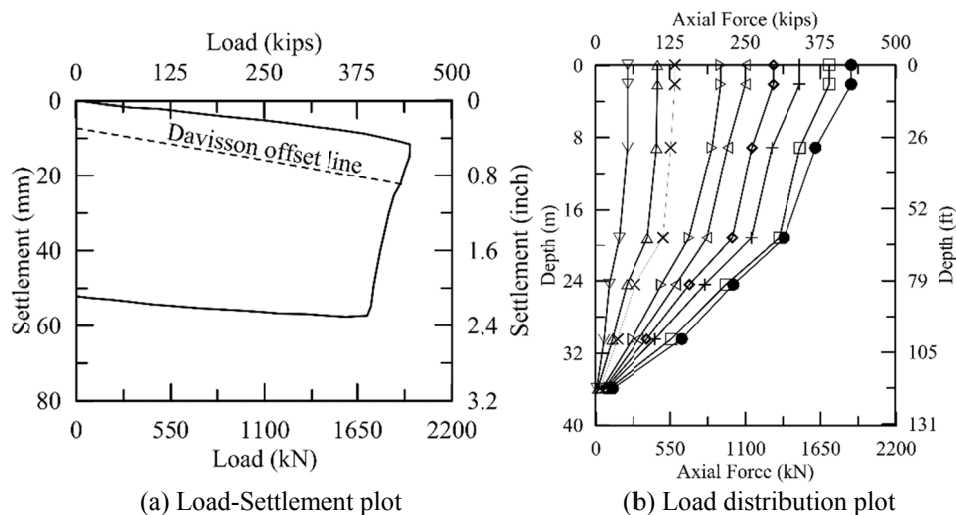 Load (kips)
0 125 250 375 500
Settlement (mm)
0
20
40
60
80
Davisson offset line
0
0.8
1.6
2.4
3.2
Settlement (inch)
0 550 1100 1650 2200
Load (kN)
(a) Load-Settlement plot
Axial Force (kips)
0 125 250 375 500
Depth (m)
0
8
16
24
32
40
0
26
52
79
105
131
Depth (ft)
0 550 1100 1650 2200
Axial Force (kN)
(b) Load distribution plot